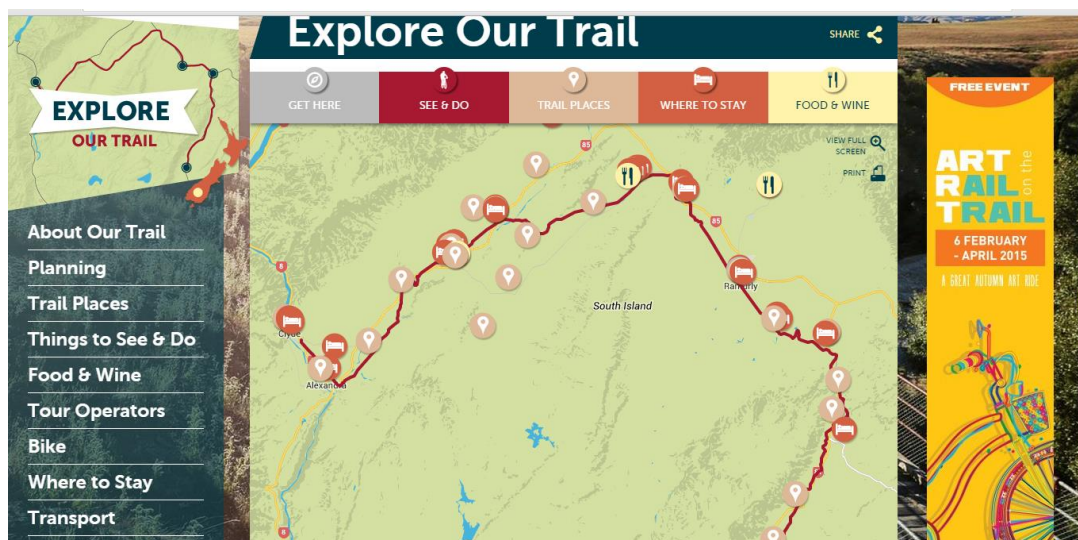 EXPLORE
OUR TRAIL
About Our Trail
Planning
Trail Places
Things to See & Do
Food & Wine
Tour Operators
Bike
Where to Stay
Transport
Explore Our Trail
SHARE
GET HERE
SEE & DO
TRAIL PLACES
WHERE TO STAY
FOOD & WINE
VIEW FULL
SCREEN
PRINT
85
85
8
South Island
Clyde
Alexandra
8
FREE EVENT
ART
RAIL on the
TRAIL
6 FEBRUARY
- APRIL 2015
A GREAT AUTUMN ART RIDE